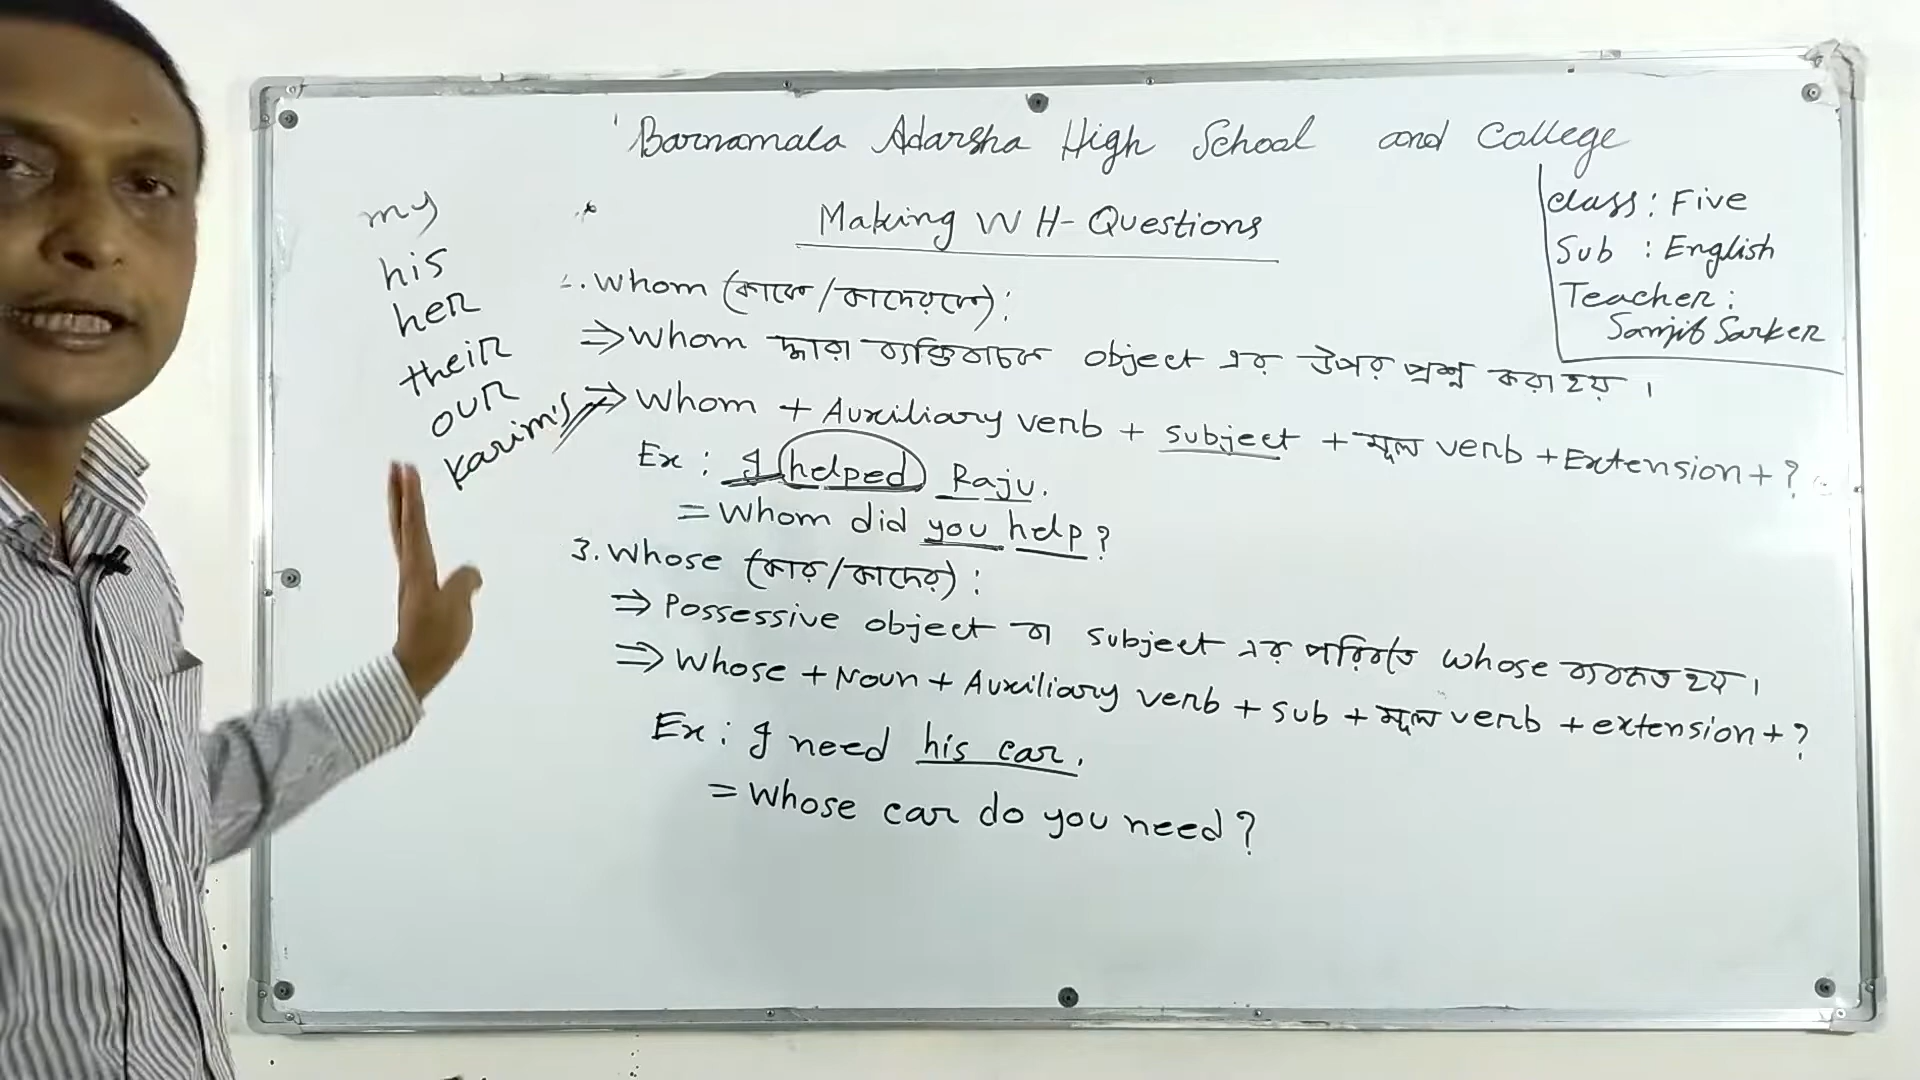 Barnamala Adarsha High School and College
Class: Five
Sub : English
Teacher:
Sanjib Sarker
Making WH-Questions
my
his
her
their
our
Karim's
. Whom (কাকে/কাদেরকে):
⇒ Whom দ্বারা ব্যক্তিবাচক object এর উপর প্রশ্ন করা হয়।
⇒ Whom + Auxiliary verb + subject + মূল verb + Extension + ?
Ex : I helped Raju.
= Whom did you help?
3. Whose (কার/কাদের):
⇒ Possessive object বা subject এর পরিবর্তে whose ব্যবহৃত হয়।
⇒ Whose + Noun + Auxiliary verb + sub + মূল verb + extension + ?
Ex : I need his car.
= Whose car do you need?